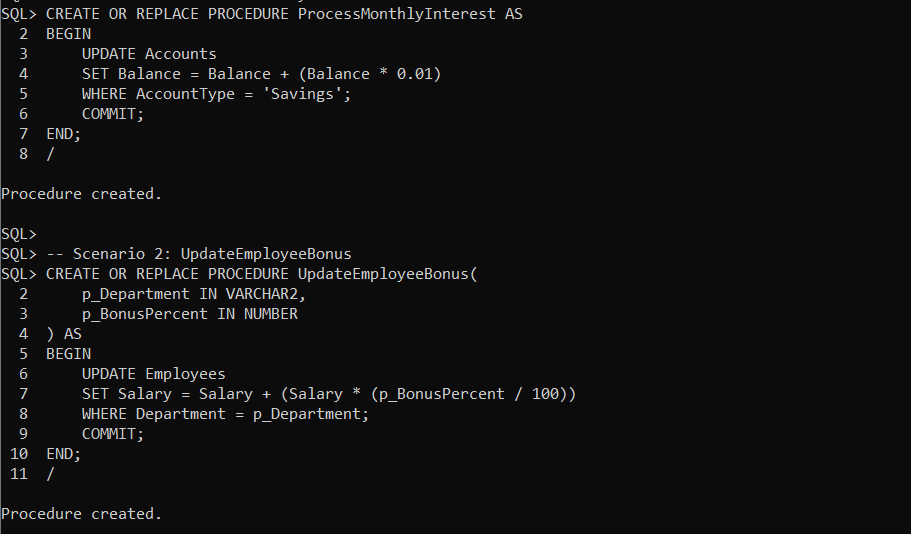 SQL> CREATE OR REPLACE PROCEDURE ProcessMonthlyInterest AS
  2  BEGIN
  3      UPDATE Accounts
  4      SET Balance = Balance + (Balance * 0.01)
  5      WHERE AccountType = 'Savings';
  6      COMMIT;
  7  END;
  8  /
Procedure created.
SQL>
SQL> -- Scenario 2: UpdateEmployeeBonus
SQL> CREATE OR REPLACE PROCEDURE UpdateEmployeeBonus(
  2      p_Department IN VARCHAR2,
  3      p_BonusPercent IN NUMBER
  4  ) AS
  5  BEGIN
  6      UPDATE Employees
  7      SET Salary = Salary + (Salary * (p_BonusPercent / 100))
  8      WHERE Department = p_Department;
  9      COMMIT;
 10  END;
 11  /
Procedure created.